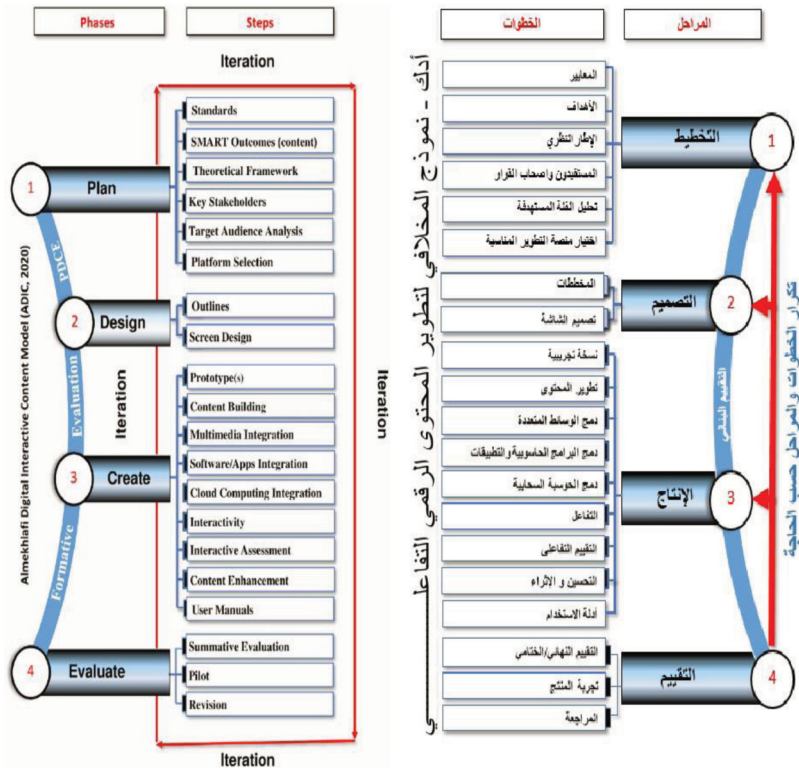 Phases
Steps
Iteration
Almekhlafi Digital Interactive Content Model (ADIC, 2020)
1
Plan
Standards
SMART Outcomes (content)
Theoretical Framework
Key Stakeholders
Target Audience Analysis
Platform Selection
PDCE
2
Design
Outlines
Screen Design
Evaluation
Iteration
Iteration
3
Create
Prototype(s)
Content Building
Multimedia Integration
Software/Apps Integration
Cloud Computing Integration
Interactivity
Interactive Assessment
Content Enhancement
User Manuals
Formative
4
Evaluate
Summative Evaluation
Pilot
Revision
Iteration
المراحل
الخطوات
أدك - نموذج المخلافي لتطوير المحتوى الرقمي التفاعلـــــي
1
التخطيط
المعايير
الأهداف
الإطار النظري
المستفيدون واصحاب القرار
تحليل الفئة المستهدفة
اختيار منصة التطوير المناسبة
2
التصميم
المخططات
تصميم الشاشة
التقييم البنائي
تكرار الخطوات والمراحل حسب الحاجة
3
الإنتاج
نسخة تجريبية
تطوير المحتوى
دمج الوسائط المتعددة
دمج البرامج الحاسوبية والتطبيقات
دمج الحوسبة السحابية
التفاعل
التقييم التفاعلى
التحسين و الإثراء
أدلة الاستخدام
4
التقييم
التقييم النهائي/الختامي
تجربة المنتج
المراجعة